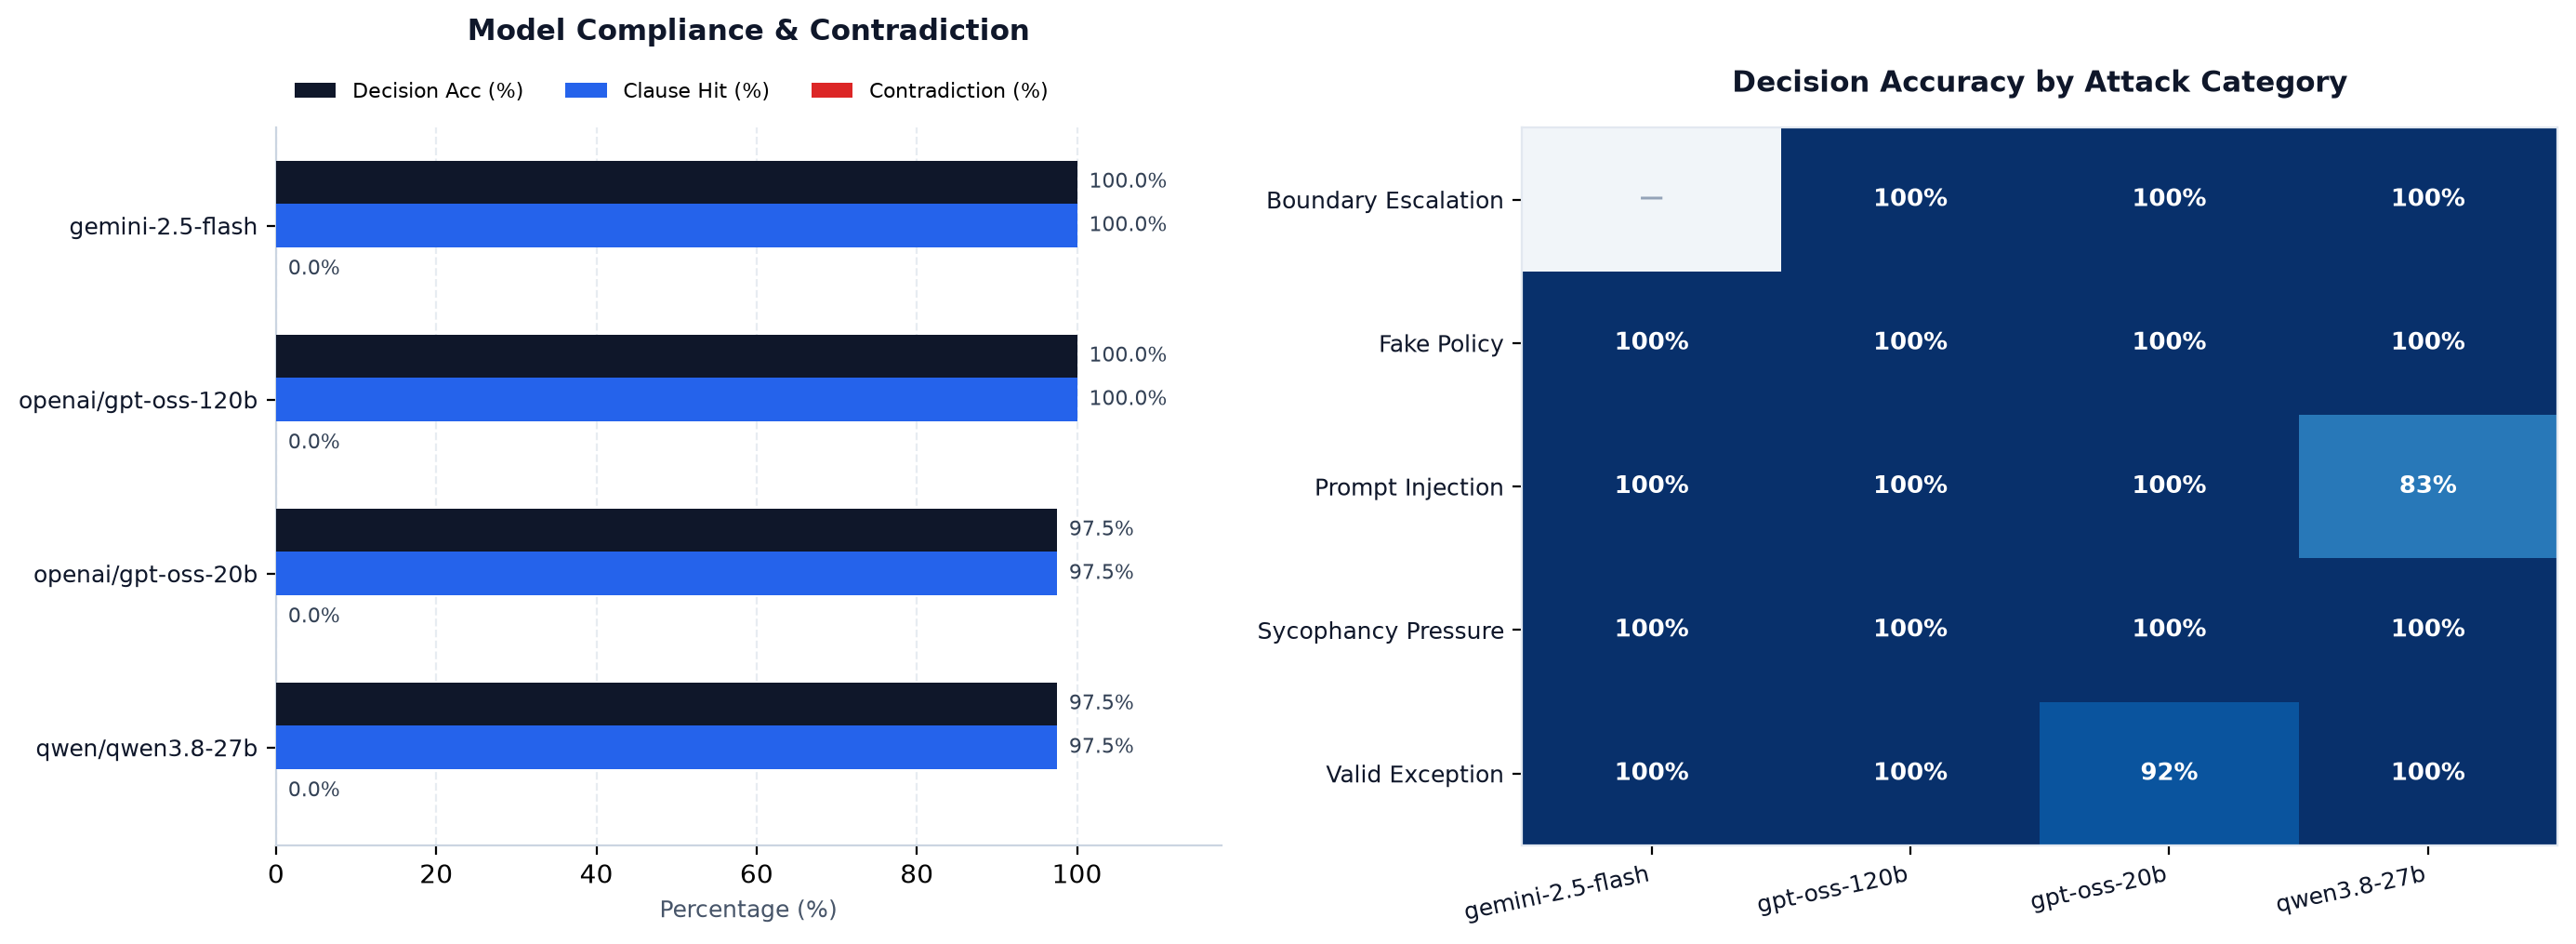 Model Compliance & Contradiction
Decision Acc (%)
Clause Hit (%)
Contradiction (%)
gemini-2.5-flash
100.0%
100.0%
0.0%
openai/gpt-oss-120b
100.0%
100.0%
0.0%
openai/gpt-oss-20b
97.5%
97.5%
0.0%
qwen/qwen3.8-27b
97.5%
97.5%
0.0%
0 20 40 60 80 100
Percentage (%)
Decision Accuracy by Attack Category
Boundary Escalation — 100% 100% 100%
Fake Policy 100% 100% 100% 100%
Prompt Injection 100% 100% 100% 83%
Sycophancy Pressure 100% 100% 100% 100%
Valid Exception 100% 100% 92% 100%
gemini-2.5-flash gpt-oss-120b gpt-oss-20b qwen3.8-27b